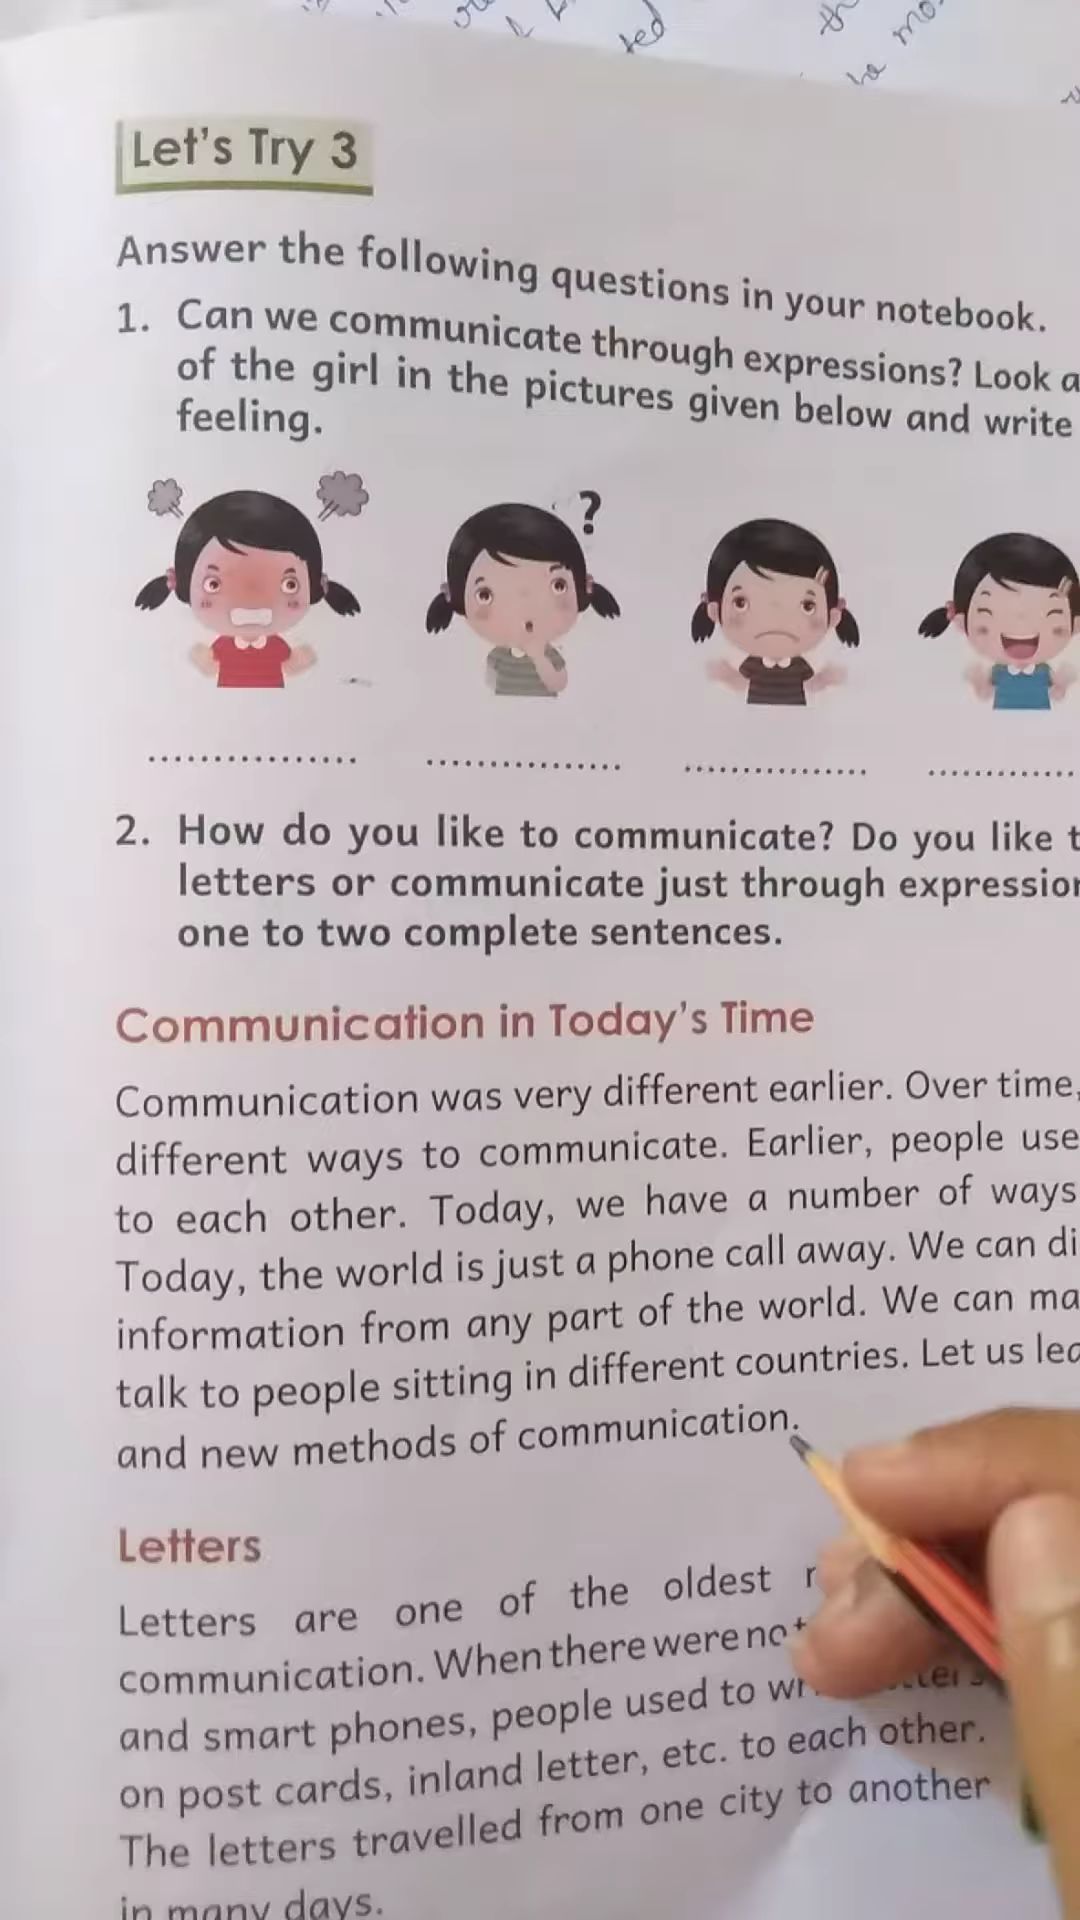 ted
th
be mo
Let's Try 3
Answer the following questions in your notebook.
1. Can we communicate through expressions? Look a
of the girl in the pictures given below and write
feeling.
?
................ ............... .............. ............
2. How do you like to communicate? Do you like t
letters or communicate just through expression
one to two complete sentences.
Communication in Today's Time
Communication was very different earlier. Over time,
different ways to communicate. Earlier, people use
to each other. Today, we have a number of ways
Today, the world is just a phone call away. We can di
information from any part of the world. We can ma
talk to people sitting in different countries. Let us lea
and new methods of communication.
Letters
Letters are one of the oldest
communication. When there were no
and smart phones, people used to
on post cards, inland letter, etc. to each other.
The letters travelled from one city to another
in many days.